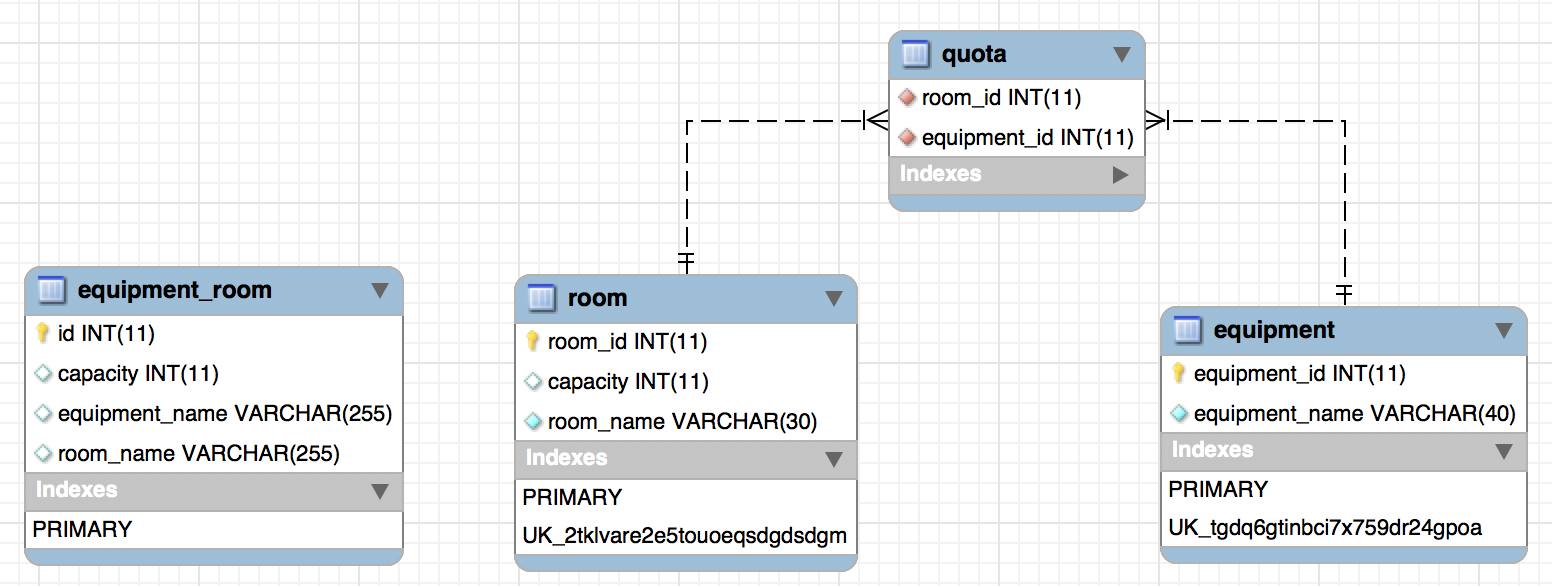 quota
room_id INT(11)
equipment_id INT(11)
Indexes
equipment_room
id INT(11)
capacity INT(11)
equipment_name VARCHAR(255)
room_name VARCHAR(255)
Indexes
PRIMARY
room
room_id INT(11)
capacity INT(11)
room_name VARCHAR(30)
Indexes
PRIMARY
UK_2tklvare2e5touoeqsdgdsdgm
equipment
equipment_id INT(11)
equipment_name VARCHAR(40)
Indexes
PRIMARY
UK_tgdq6gtinbci7x759dr24gpoa